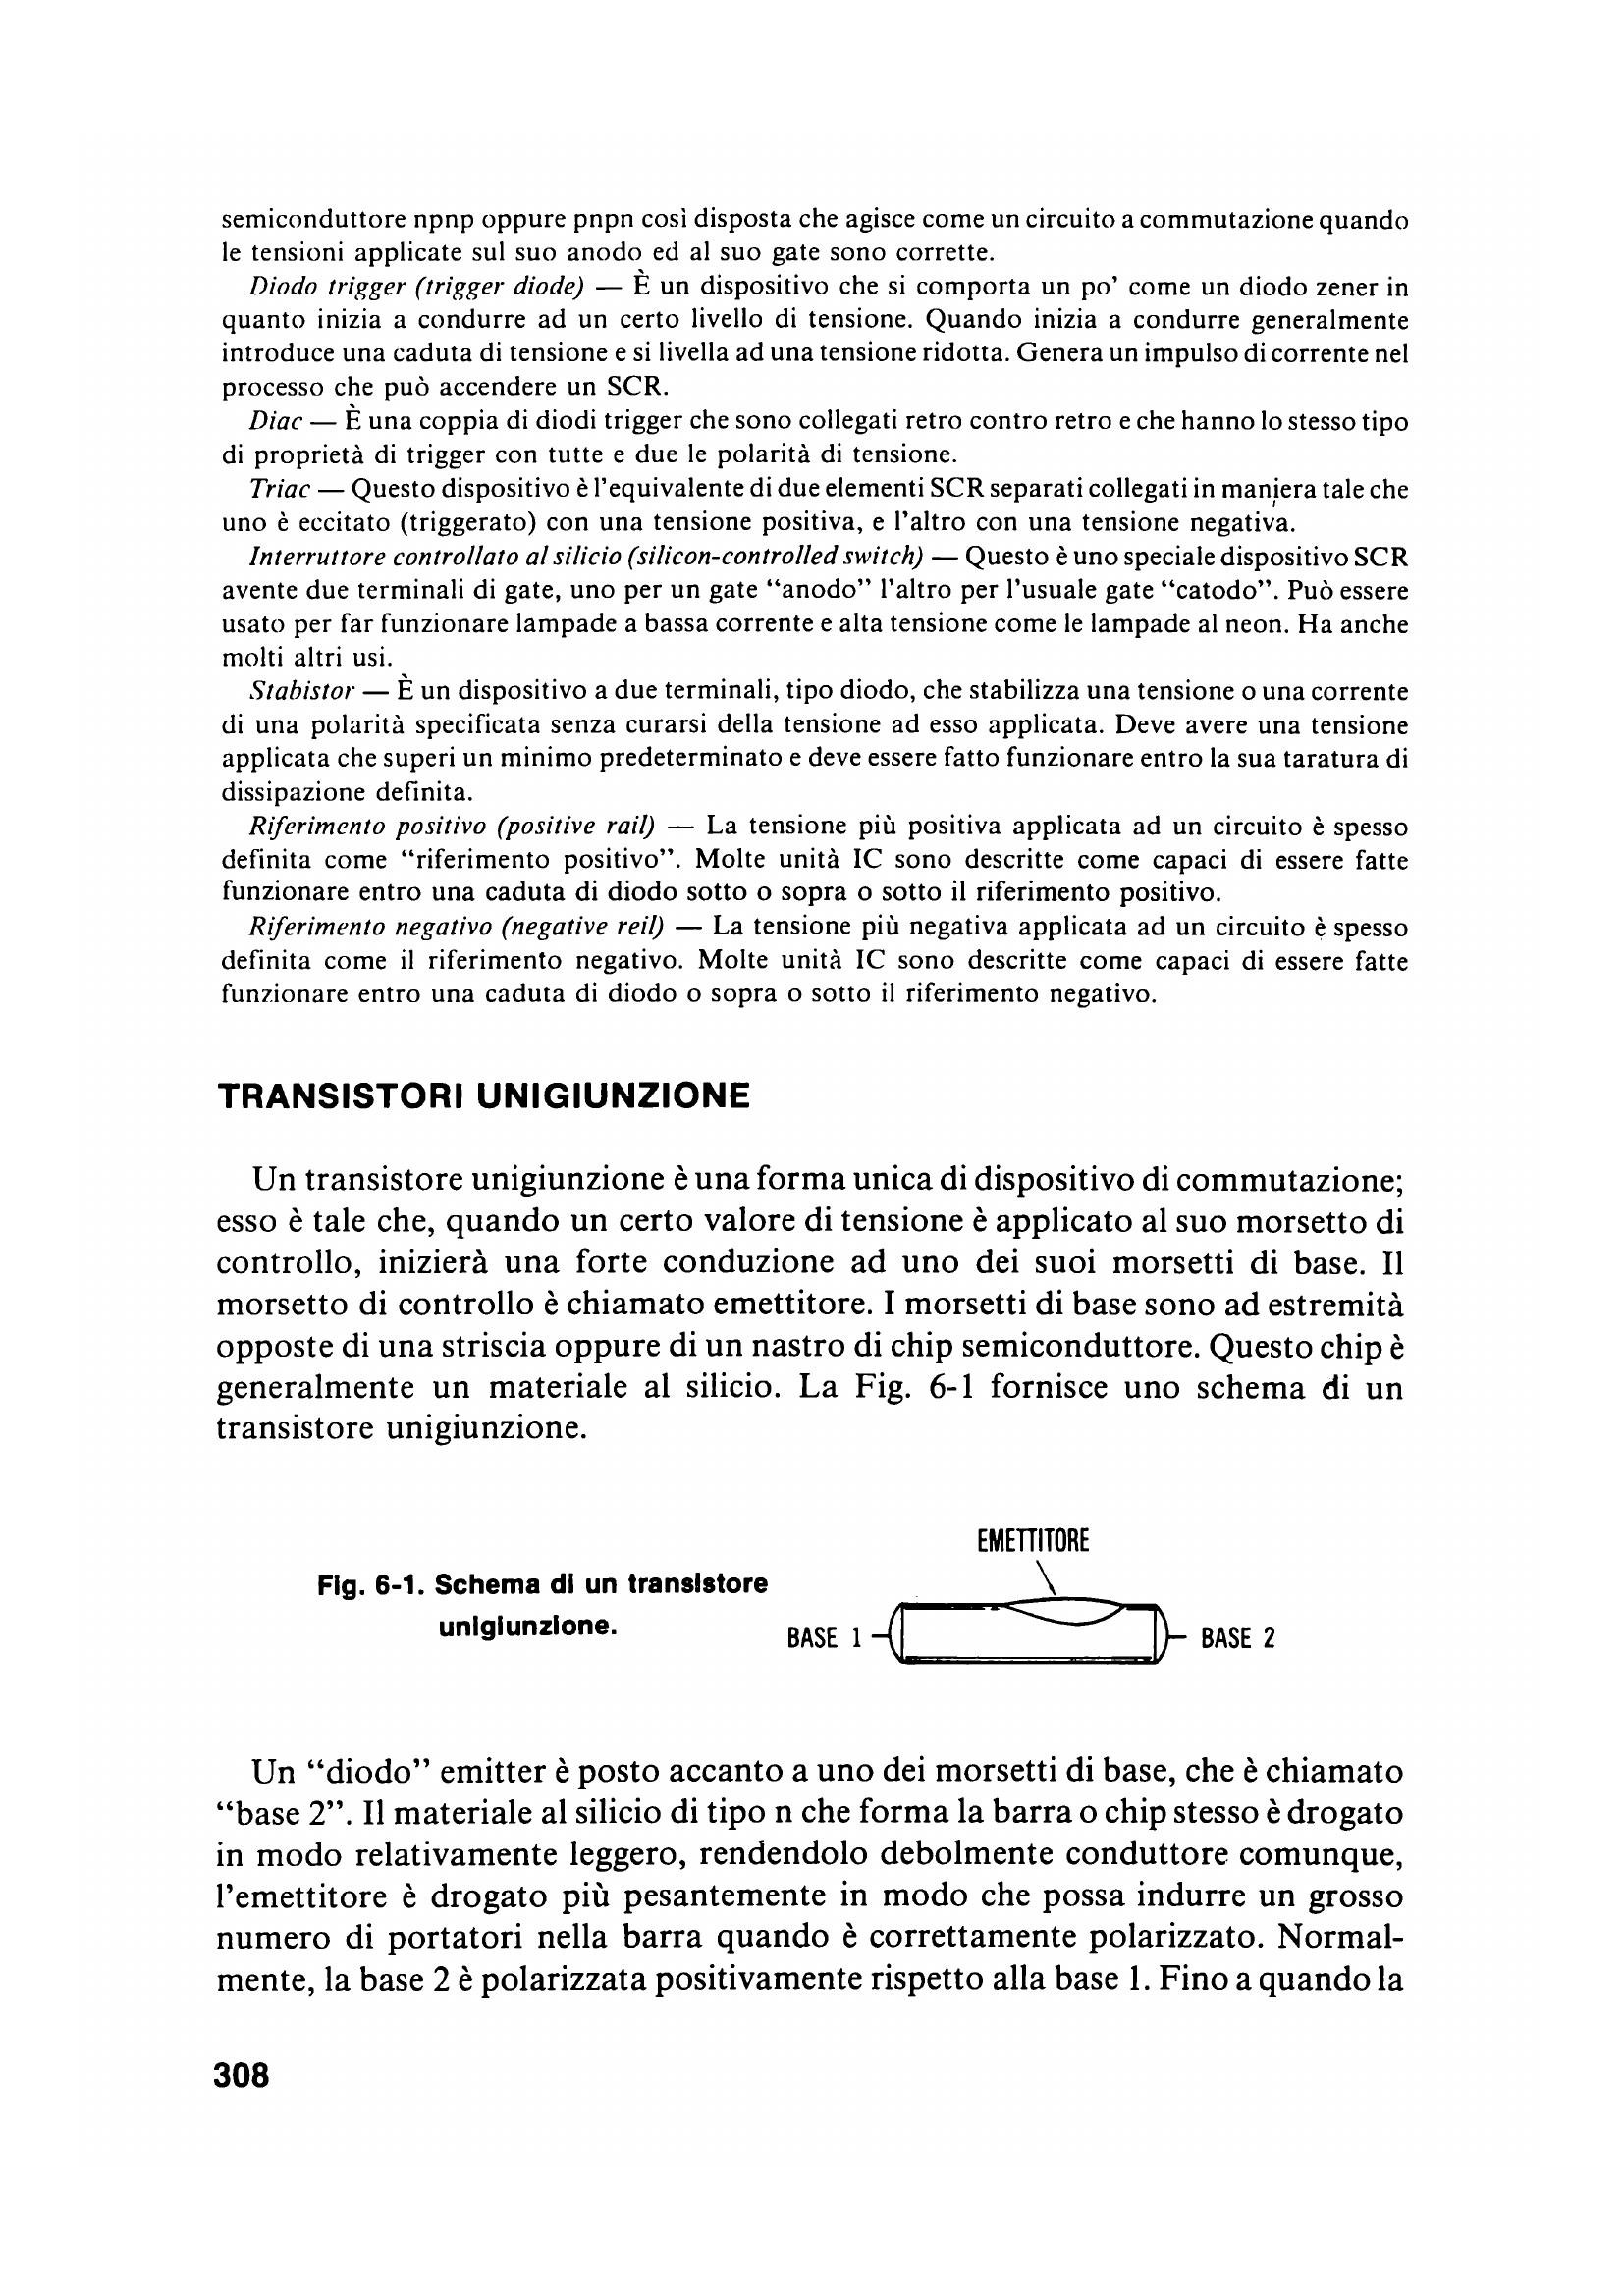 semiconduttore npnp oppure pnpn così disposta che agisce come un circuito a commutazione quando
le tensioni applicate sul suo anodo ed al suo gate sono corrette.
Diodo trigger (trigger diode) — È un dispositivo che si comporta un po' come un diodo zener in
quanto inizia a condurre ad un certo livello di tensione. Quando inizia a condurre generalmente
introduce una caduta di tensione e si livella ad una tensione ridotta. Genera un impulso di corrente nel
processo che può accendere un SCR.
Diac — È una coppia di diodi trigger che sono collegati retro contro retro e che hanno lo stesso tipo
di proprietà di trigger con tutte e due le polarità di tensione.
Triac — Questo dispositivo è l'equivalente di due elementi SCR separati collegati in maniera tale che
uno è eccitato (triggerato) con una tensione positiva, e l'altro con una tensione negativa.
Interruttore controllato al silicio (silicon-controlled switch) — Questo è uno speciale dispositivo SCR
avente due terminali di gate, uno per un gate “anodo” l'altro per l'usuale gate “catodo”. Può essere
usato per far funzionare lampade a bassa corrente e alta tensione come le lampade al neon. Ha anche
molti altri usi.
Stabistor — È un dispositivo a due terminali, tipo diodo, che stabilizza una tensione o una corrente
di una polarità specificata senza curarsi della tensione ad esso applicata. Deve avere una tensione
applicata che superi un minimo predeterminato e deve essere fatto funzionare entro la sua taratura di
dissipazione definita.
Riferimento positivo (positive rail) — La tensione più positiva applicata ad un circuito è spesso
definita come “riferimento positivo”. Molte unità IC sono descritte come capaci di essere fatte
funzionare entro una caduta di diodo sotto o sopra o sotto il riferimento positivo.
Riferimento negativo (negative reil) — La tensione più negativa applicata ad un circuito è spesso
definita come il riferimento negativo. Molte unità IC sono descritte come capaci di essere fatte
funzionare entro una caduta di diodo o sopra o sotto il riferimento negativo.
TRANSISTORI UNIGIUNZIONE
Un transistore unigiunzione è una forma unica di dispositivo di commutazione;
esso è tale che, quando un certo valore di tensione è applicato al suo morsetto di
controllo, inizierà una forte conduzione ad uno dei suoi morsetti di base. Il
morsetto di controllo è chiamato emettitore. I morsetti di base sono ad estremità
opposte di una striscia oppure di un nastro di chip semiconduttore. Questo chip è
generalmente un materiale al silicio. La Fig. 6-1 fornisce uno schema di un
transistore unigiunzione.
EMETTITORE
Fig. 6-1. Schema di un transistore
unigiunzione.
BASE 1
BASE 2
Un “diodo” emitter è posto accanto a uno dei morsetti di base, che è chiamato
“base 2”. Il materiale al silicio di tipo n che forma la barra o chip stesso è drogato
in modo relativamente leggero, rendendolo debolmente conduttore comunque,
l'emettitore è drogato più pesantemente in modo che possa indurre un grosso
numero di portatori nella barra quando è correttamente polarizzato. Normal-
mente, la base 2 è polarizzata positivamente rispetto alla base 1. Fino a quando la
308